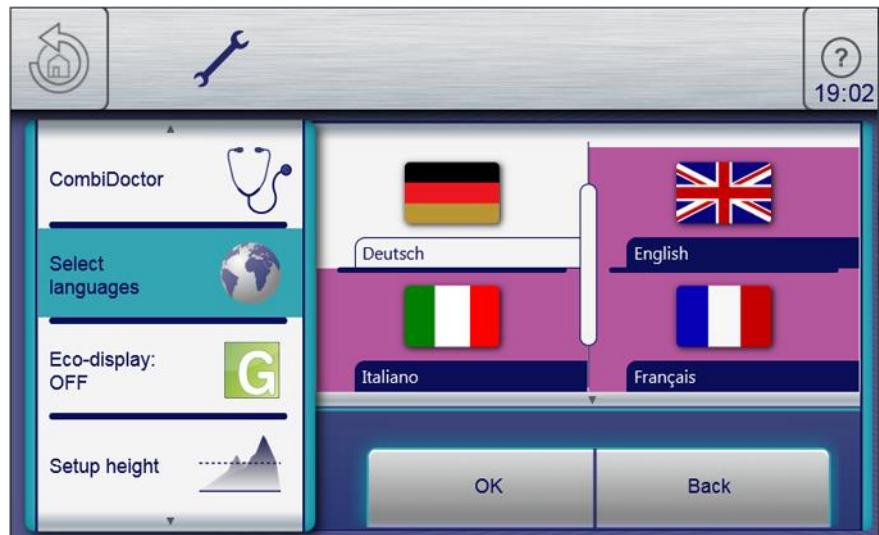 ?
19:02
CombiDoctor
Select
languages
Eco-display:
OFF
G
Setup height
Deutsch
English
Italiano
Français
OK
Back